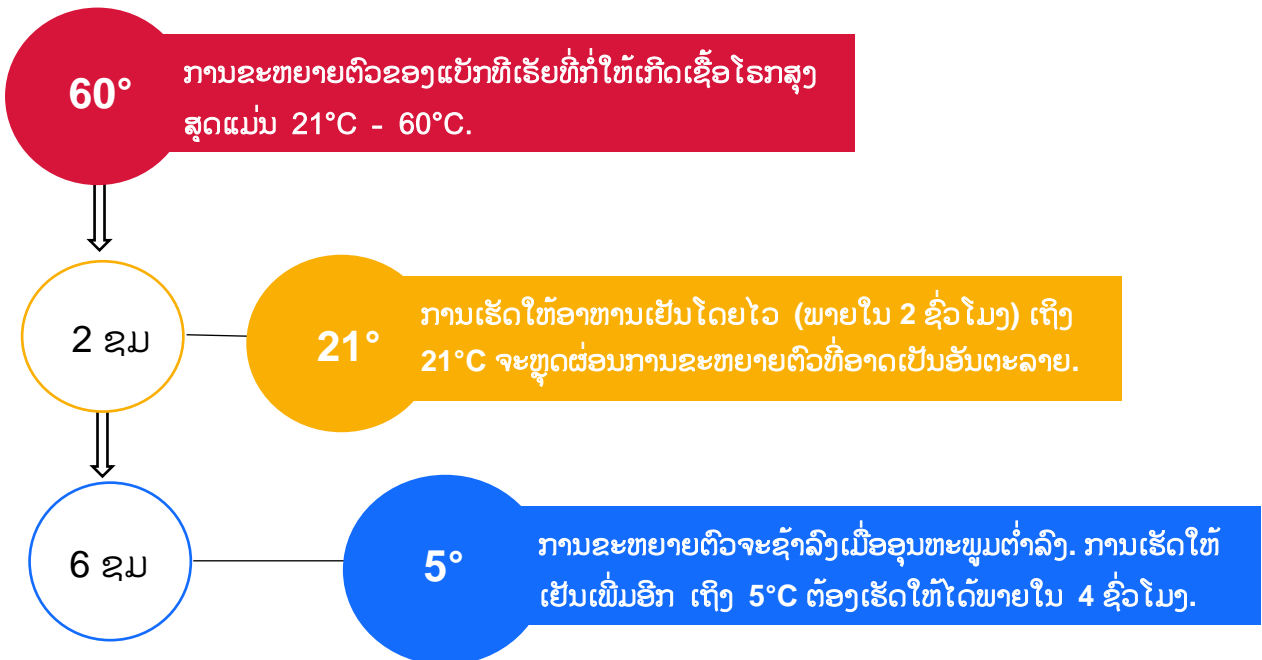 60°
ການຂະຫຍາຍຕົວຂອງແບັກທີເຣັຍທີ່ກໍ່ໃຫ້ເກີດເຊື້ອໂຣກສູງ
ສຸດແມ່ນ 21°C - 60°C.
2 ຊມ
21°
ການເຮັດໃຫ້ອາຫານເຢັນໂດຍໄວ (ພາຍໃນ 2 ຊົ່ວໂມງ) ເຖິງ
21°C ຈະຫຼຸດຜ່ອນການຂະຫຍາຍຕົວທີ່ອາດເປັນອັນຕະລາຍ.
6 ຊມ
5°
ການຂະຫຍາຍຕົວຈະຊ້າລົງເມື່ອອຸນຫະພູມຕ່ຳລົງ. ການເຮັດໃຫ້
ເຢັນເພີ່ມອີກ ເຖິງ 5°C ຕ້ອງເຮັດໃຫ້ໄດ້ພາຍໃນ 4 ຊົ່ວໂມງ.